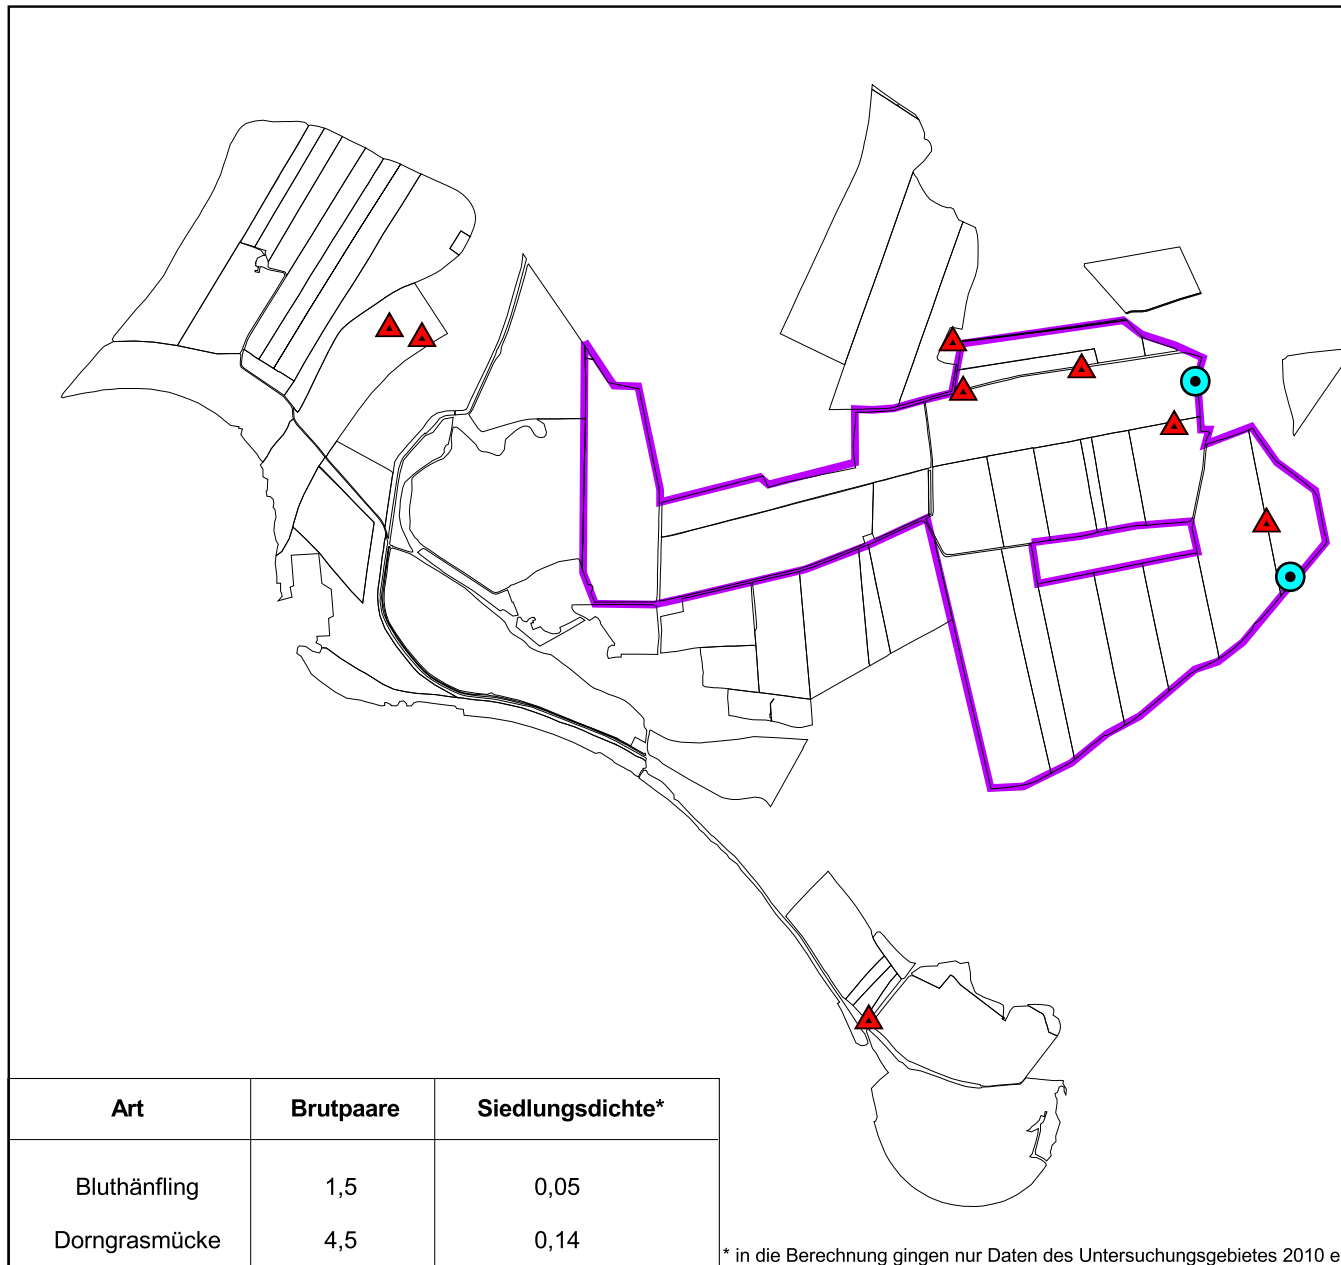 Art Brutpaare Siedlungsdichte*
Bluthänfling 1,5 0,05
Dorngrasmücke 4,5 0,14
* in die Berechnung gingen nur Daten des Untersuchungsgebietes 2010 e